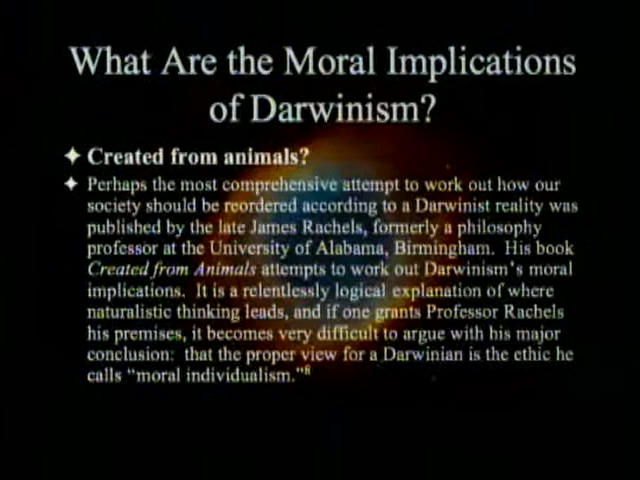 What Are the Moral Implications
of Darwinism?
Created from animals?
Perhaps the most comprehensive attempt to work out how our
society should be reordered according to a Darwinist reality was
published by the late James Rachels, formerly a philosophy
professor at the University of Alabama, Birmingham. His book
Created from Animals attempts to work out Darwinism's moral
implications. It is a relentlessly logical explanation of where
naturalistic thinking leads, and if one grants Professor Rachels
his premises, it becomes very difficult to argue with his major
conclusion: that the proper view for a Darwinian is the ethic he
calls "moral individualism."8